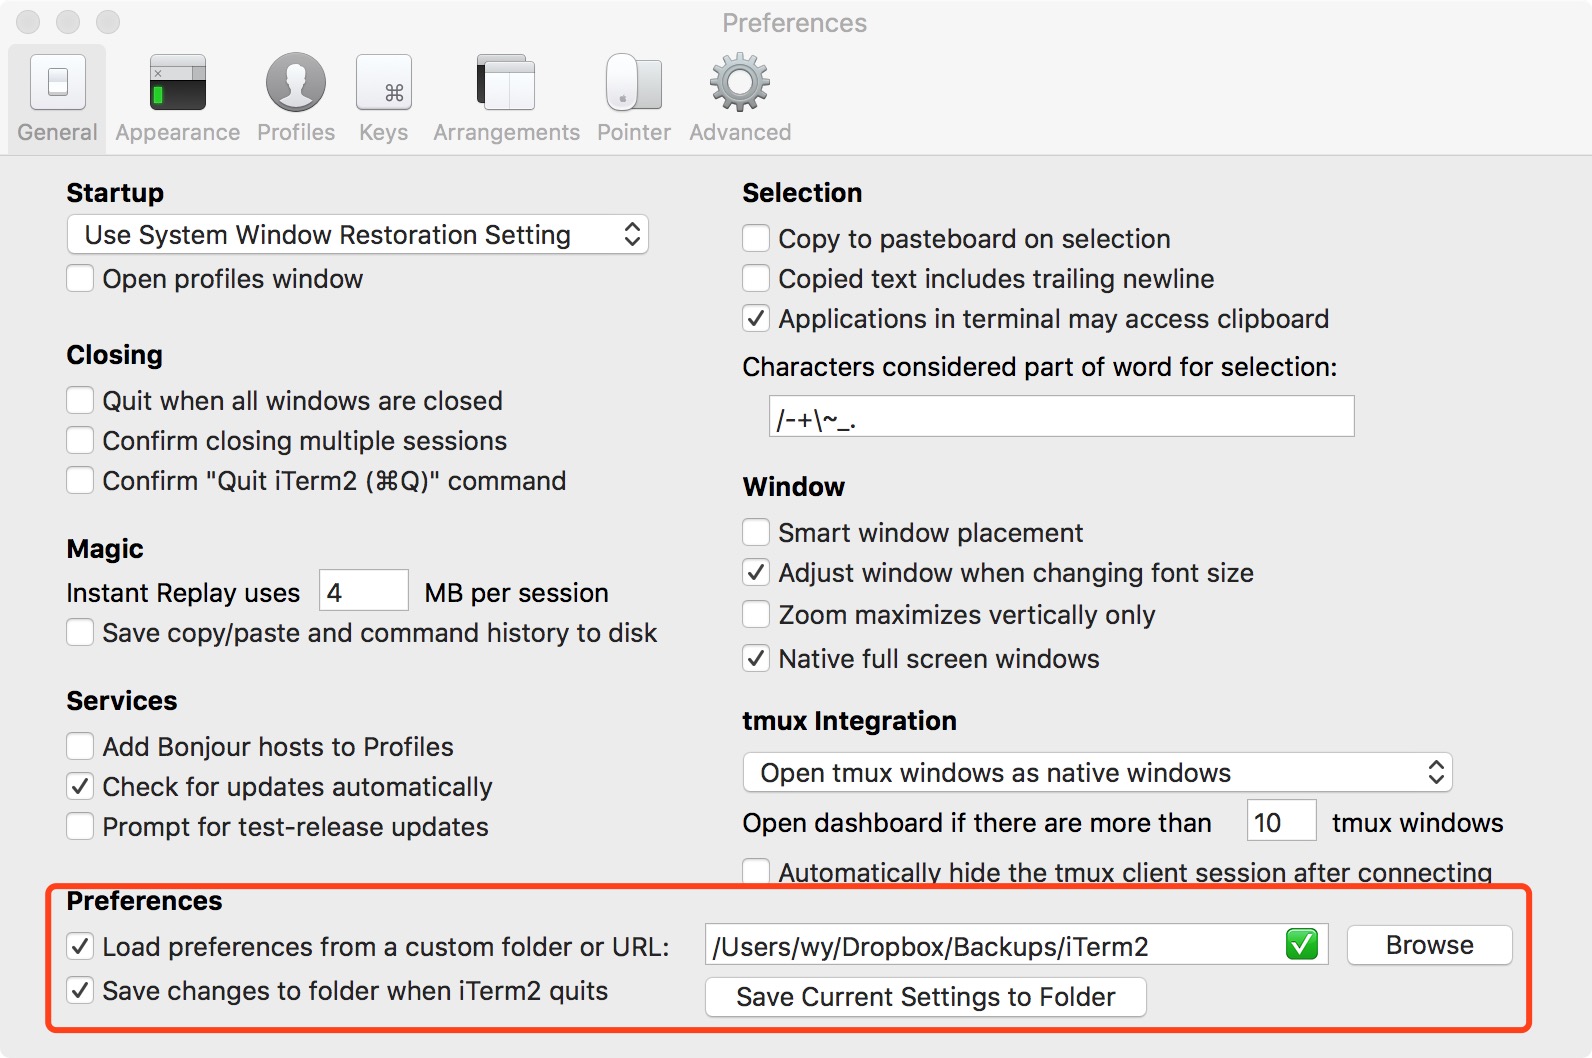 Preferences
General Appearance Profiles Keys Arrangements Pointer Advanced
Startup
Use System Window Restoration Setting
Open profiles window
Closing
Quit when all windows are closed
Confirm closing multiple sessions
Confirm "Quit iTerm2 (⌘Q)" command
Magic
Instant Replay uses 4 MB per session
Save copy/paste and command history to disk
Services
Add Bonjour hosts to Profiles
Check for updates automatically
Prompt for test-release updates
Selection
Copy to pasteboard on selection
Copied text includes trailing newline
Applications in terminal may access clipboard
Characters considered part of word for selection:
/-+\~_.
Window
Smart window placement
Adjust window when changing font size
Zoom maximizes vertically only
Native full screen windows
tmux Integration
Open tmux windows as native windows
Open dashboard if there are more than 10 tmux windows
Automatically hide the tmux client session after connecting
Preferences
Load preferences from a custom folder or URL: /Users/wy/Dropbox/Backups/iTerm2 Browse
Save changes to folder when iTerm2 quits Save Current Settings to Folder